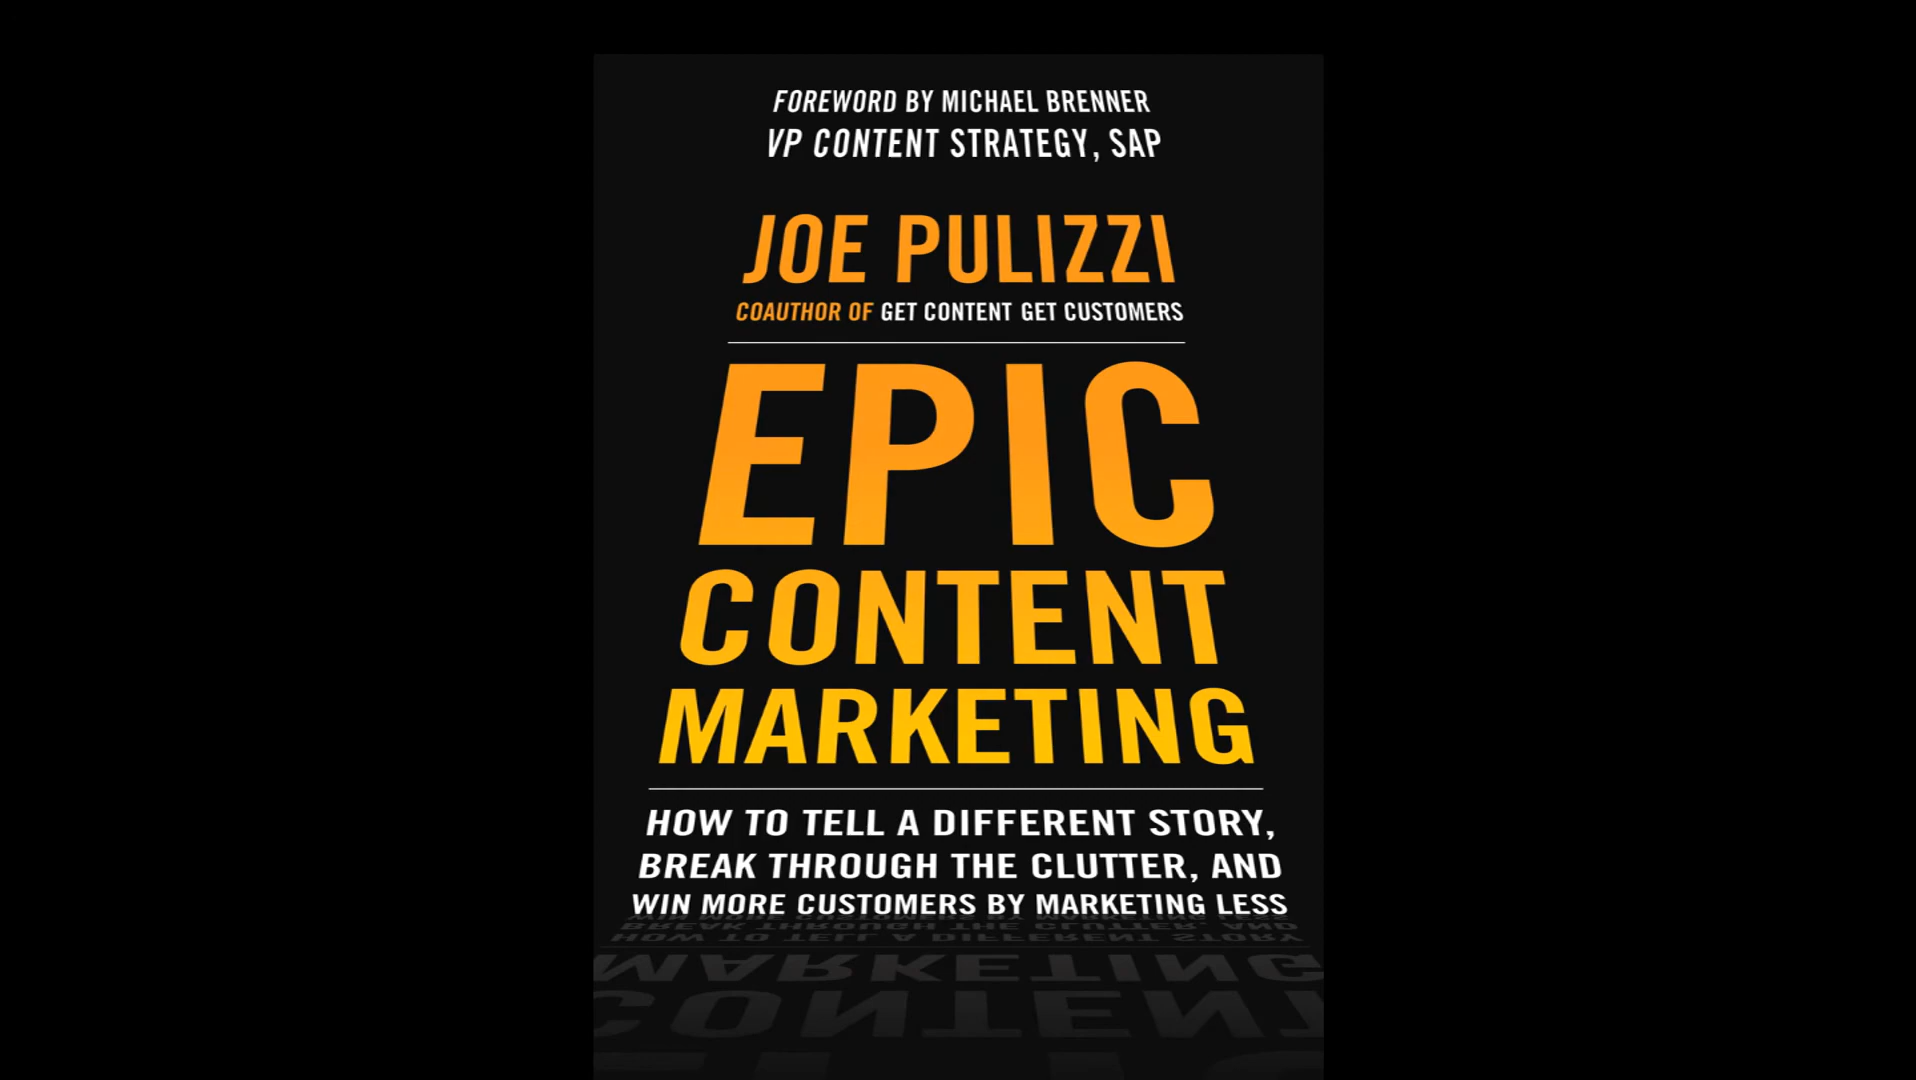 FOREWORD BY MICHAEL BRENNER
VP CONTENT STRATEGY, SAP
JOE PULIZZI
COAUTHOR OF GET CONTENT GET CUSTOMERS
EPIC
CONTENT
MARKETING
HOW TO TELL A DIFFERENT STORY,
BREAK THROUGH THE CLUTTER, AND
WIN MORE CUSTOMERS BY MARKETING LESS